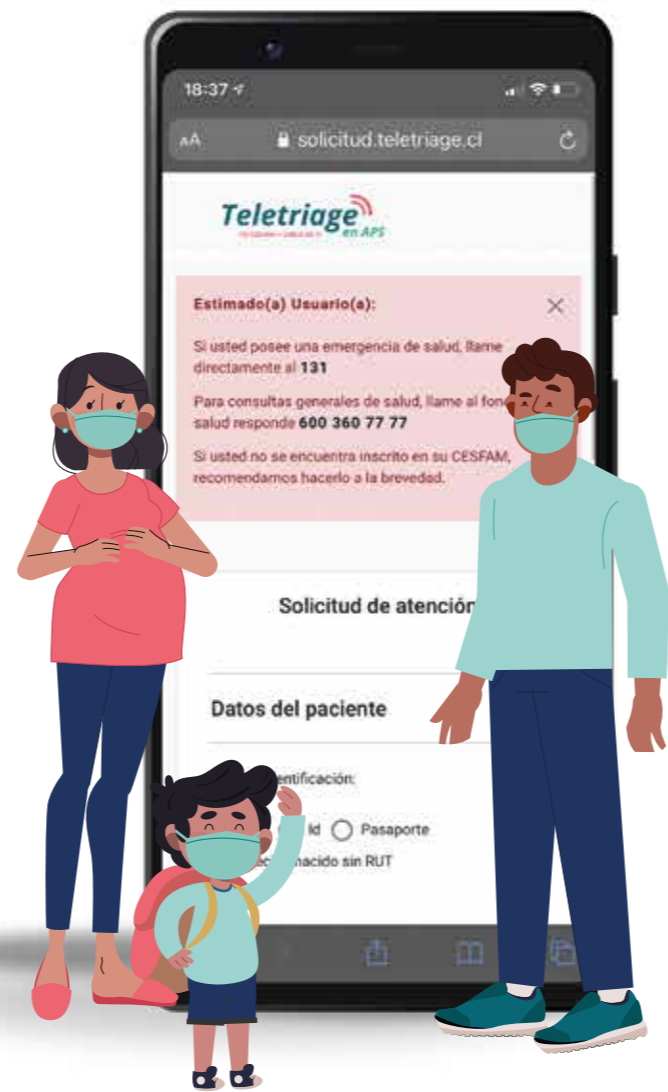 18:37
AA solicitud.teletriage.cl
Teletriage
en APS
Estimado(a) Usuario(a):
Si usted posee una emergencia de salud, llame
directamente al 131
Para consultas generales de salud, llame al fon
salud responde 600 360 77 77
Si usted no se encuentra inscrito en su CESFAM,
recomendamos hacerlo a la brevedad.
Solicitud de atención
Datos del paciente
entificación:
Id Pasaporte
nacido sin RUT